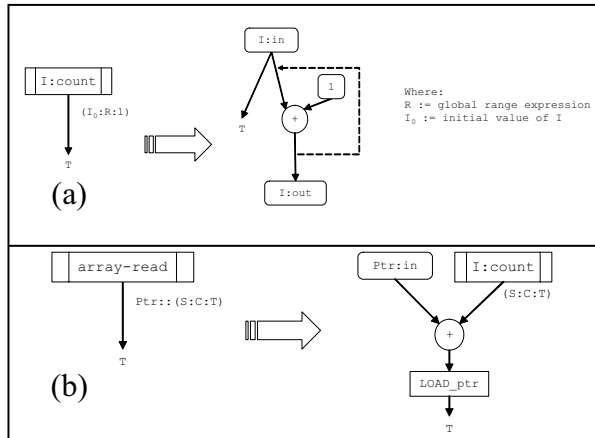 I:in
I:count
1
(I₀:R:1)
Where:
R := global range expression
I₀ := initial value of I
T
+
T
I:out
(a)
array-read
Ptr:in
I:count
Ptr::(S:C:T)
(S:C:T)
+
T
LOAD_ptr
(b)
T